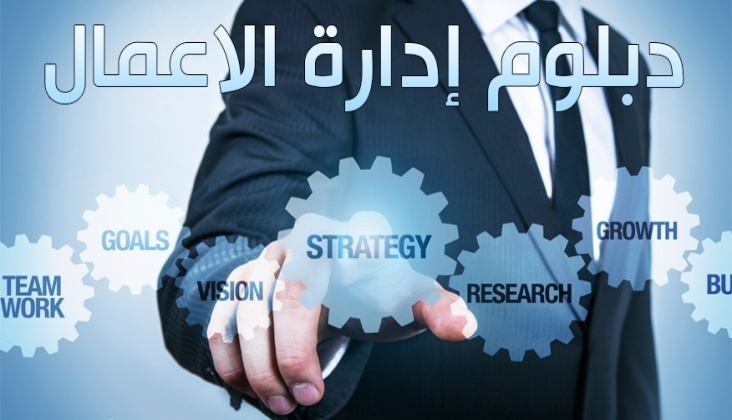 دبلوم إدارة الاعمال
GOALS
STRATEGY
GROWTH
TEAM
WORK
VISION
RESEARCH